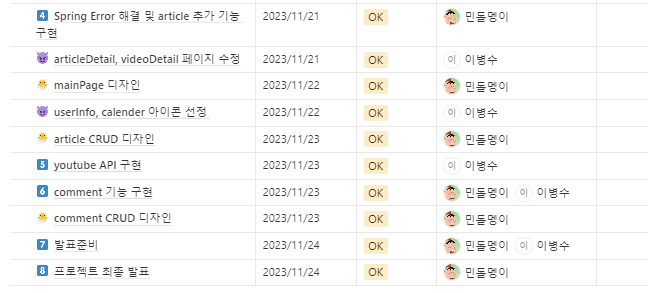 4 Spring Error 해결 및 article 추가 기능 구현 2023/11/21 OK 민돌멩이
articleDetail, videoDetail 페이지 수정 2023/11/21 OK 이 이병수
mainPage 디자인 2023/11/22 OK 민돌멩이
userInfo, calender 아이콘 선정 2023/11/22 OK 이 이병수
article CRUD 디자인 2023/11/23 OK 민돌멩이
5 youtube API 구현 2023/11/23 OK 이 이병수
6 comment 기능 구현 2023/11/23 OK 민돌멩이 이 이병수
comment CRUD 디자인 2023/11/23 OK 민돌멩이
7 발표준비 2023/11/24 OK 민돌멩이 이 이병수
8 프로젝트 최종 발표 2023/11/24 OK 민돌멩이